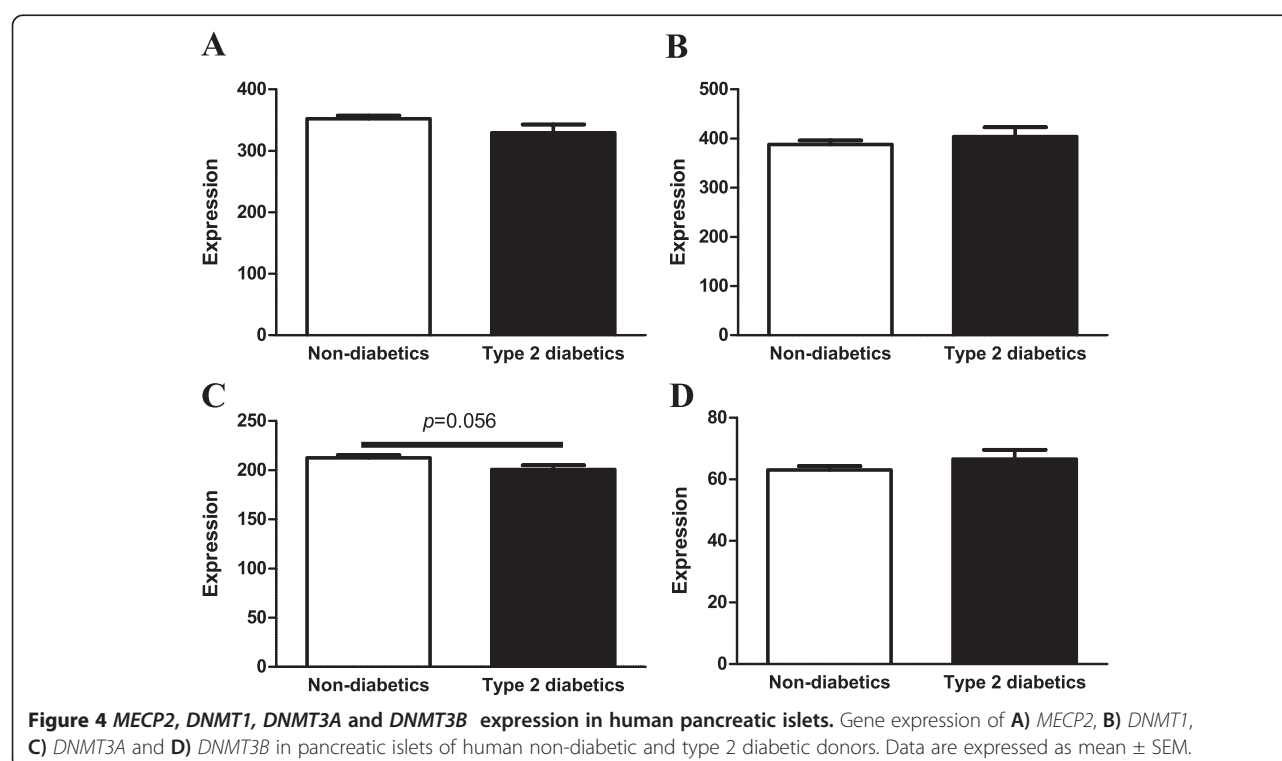 A
B
400
300
200
100
0
Expression
Non-diabetics Type 2 diabetics
500
400
300
200
100
0
Expression
Non-diabetics Type 2 diabetics
C
D
250
200
150
100
50
0
Expression
p=0.056
Non-diabetics Type 2 diabetics
80
60
40
20
0
Expression
Non-diabetics Type 2 diabetics
Figure 4 MECP2, DNMT1, DNMT3A and DNMT3B expression in human pancreatic islets. Gene expression of A) MECP2, B) DNMT1,
C) DNMT3A and D) DNMT3B in pancreatic islets of human non-diabetic and type 2 diabetic donors. Data are expressed as mean ± SEM.